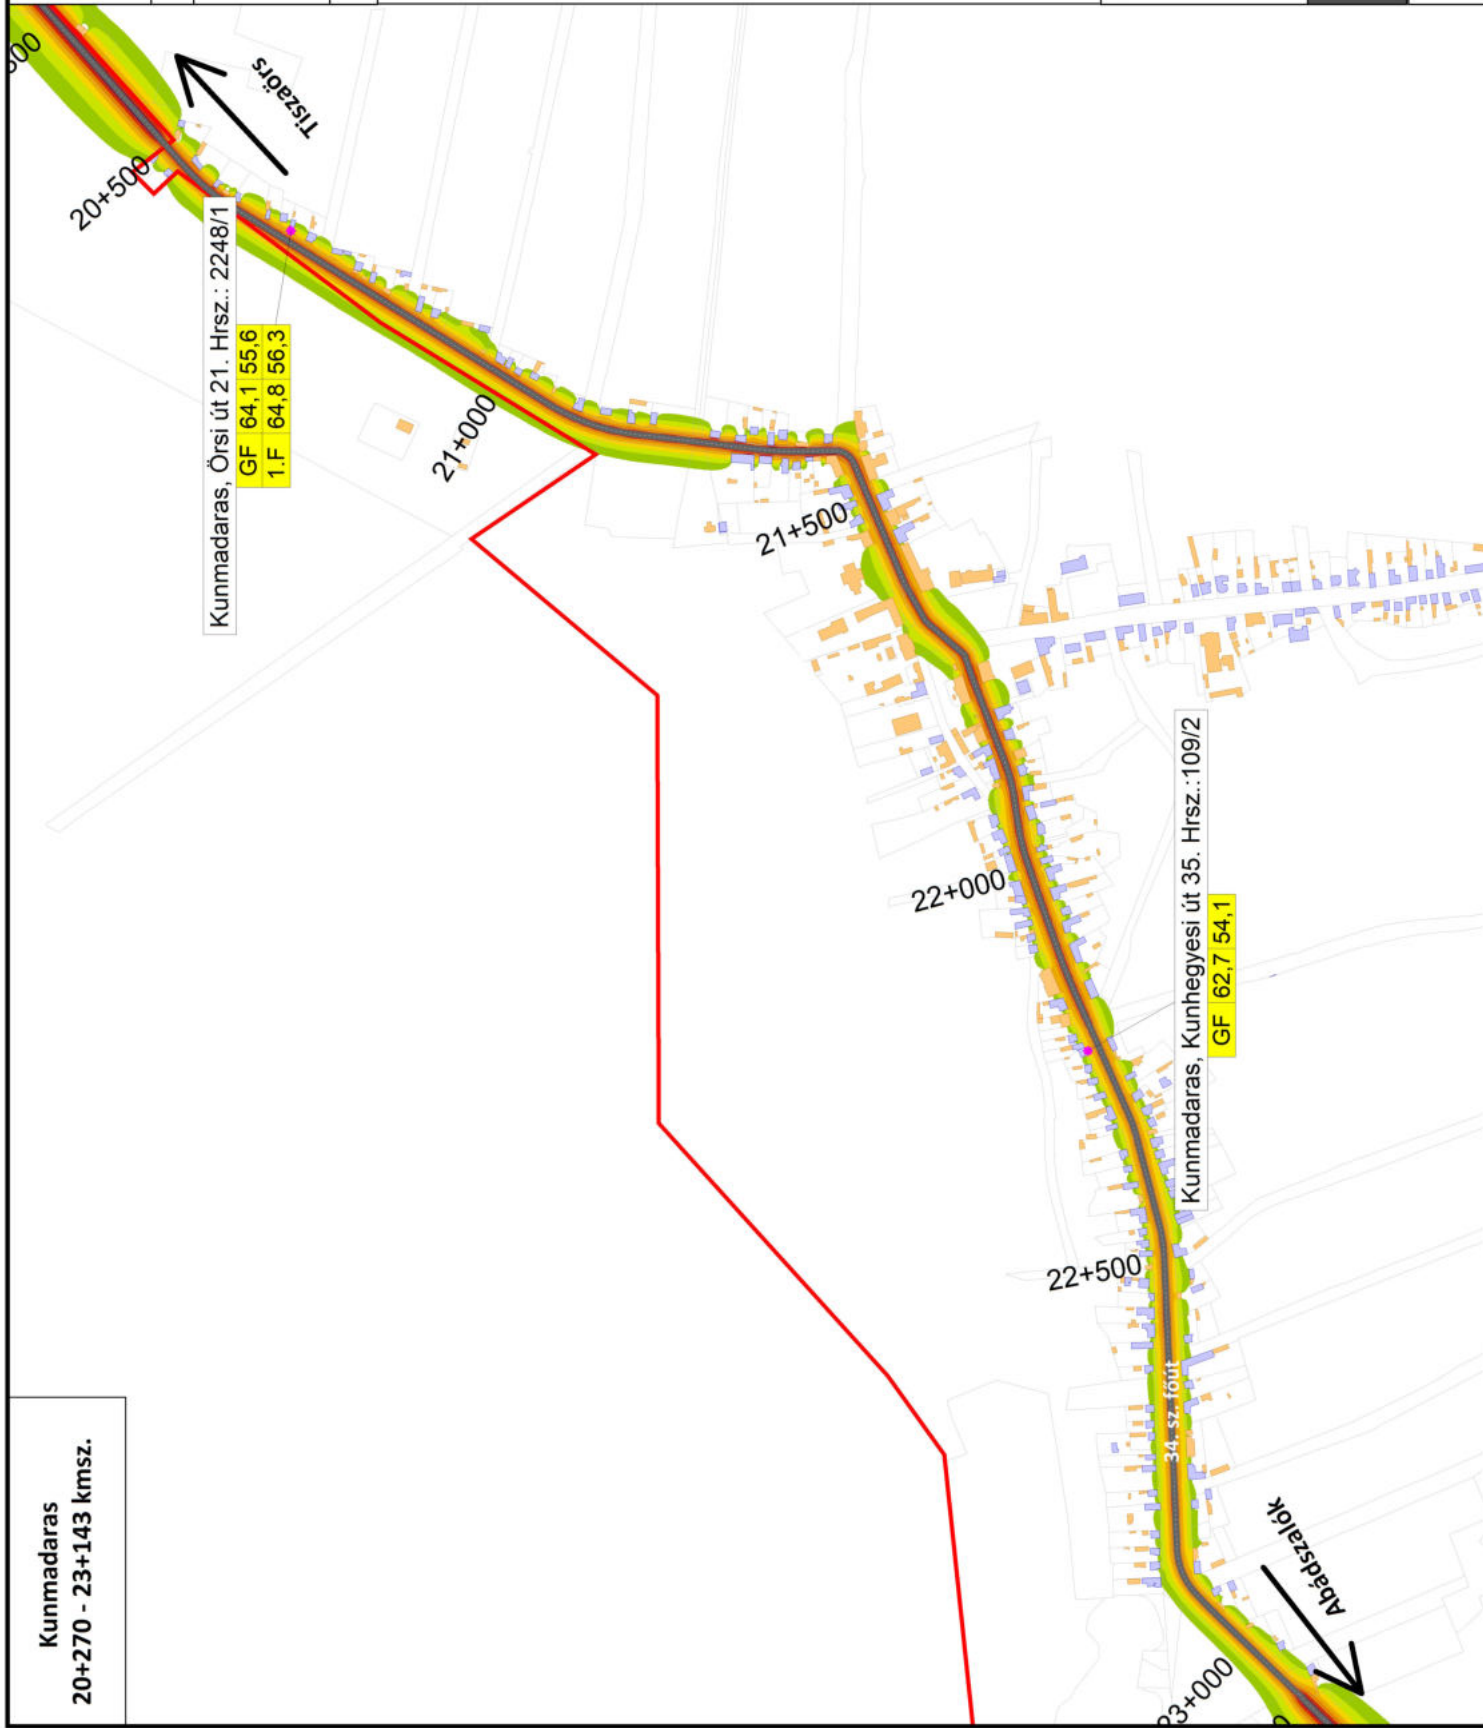 Kunmadaras
20+270 - 23+143 kmsz.
20+500
Tiszaörs
Kunmadaras, Örsi út 21. Hrsz.: 2248/1
GF 64,1 55,6
1.F 64,8 56,3
21+000
21+500
22+000
Kunmadaras, Kunhegyesi út 35. Hrsz.:109/2
GF 62,7 54,1
22+500
34. sz. főút
Abádszalók
23+000